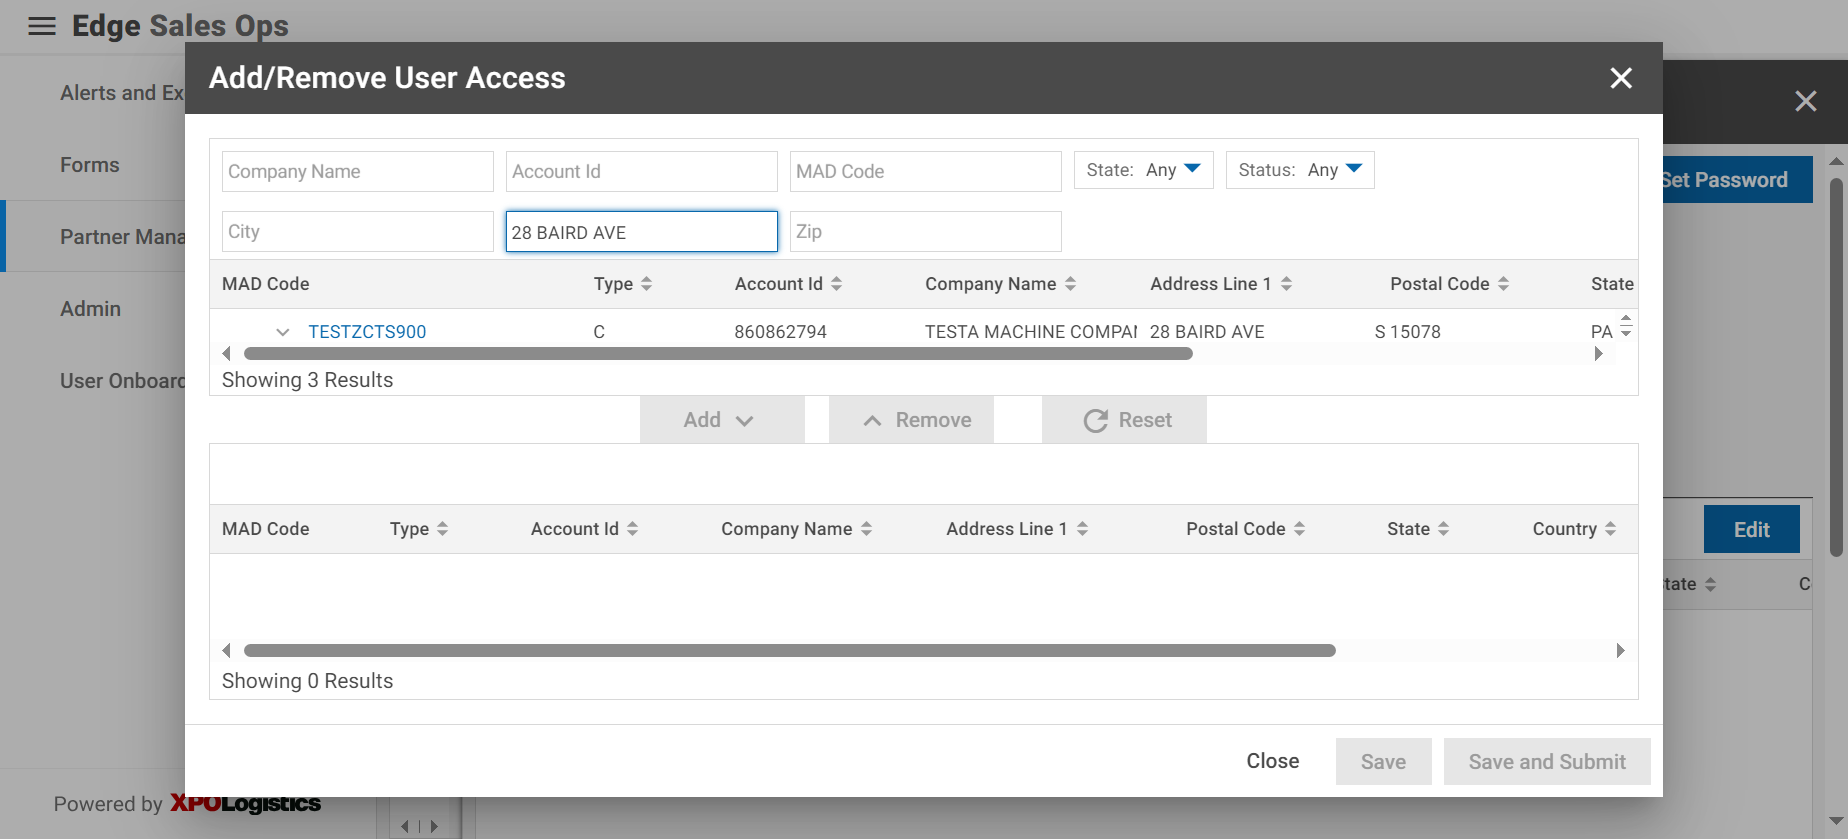 Edge Sales Ops
Add/Remove User Access
Alerts and Ex
Forms
Partner Mana
Admin
User Onboard
Set Password
Company Name
Account Id
MAD Code
State: Any
Status: Any
City
28 BAIRD AVE
Zip
MAD Code Type Account Id Company Name Address Line 1 Postal Code State
TESTZCTS900 C 860862794 TESTA MACHINE COMPAN 28 BAIRD AVE S 15078 PA
Showing 3 Results
Add
Remove
Reset
MAD Code Type Account Id Company Name Address Line 1 Postal Code State Country
Showing 0 Results
Edit
tate C
Close
Save
Save and Submit
Powered by XPOLogistics